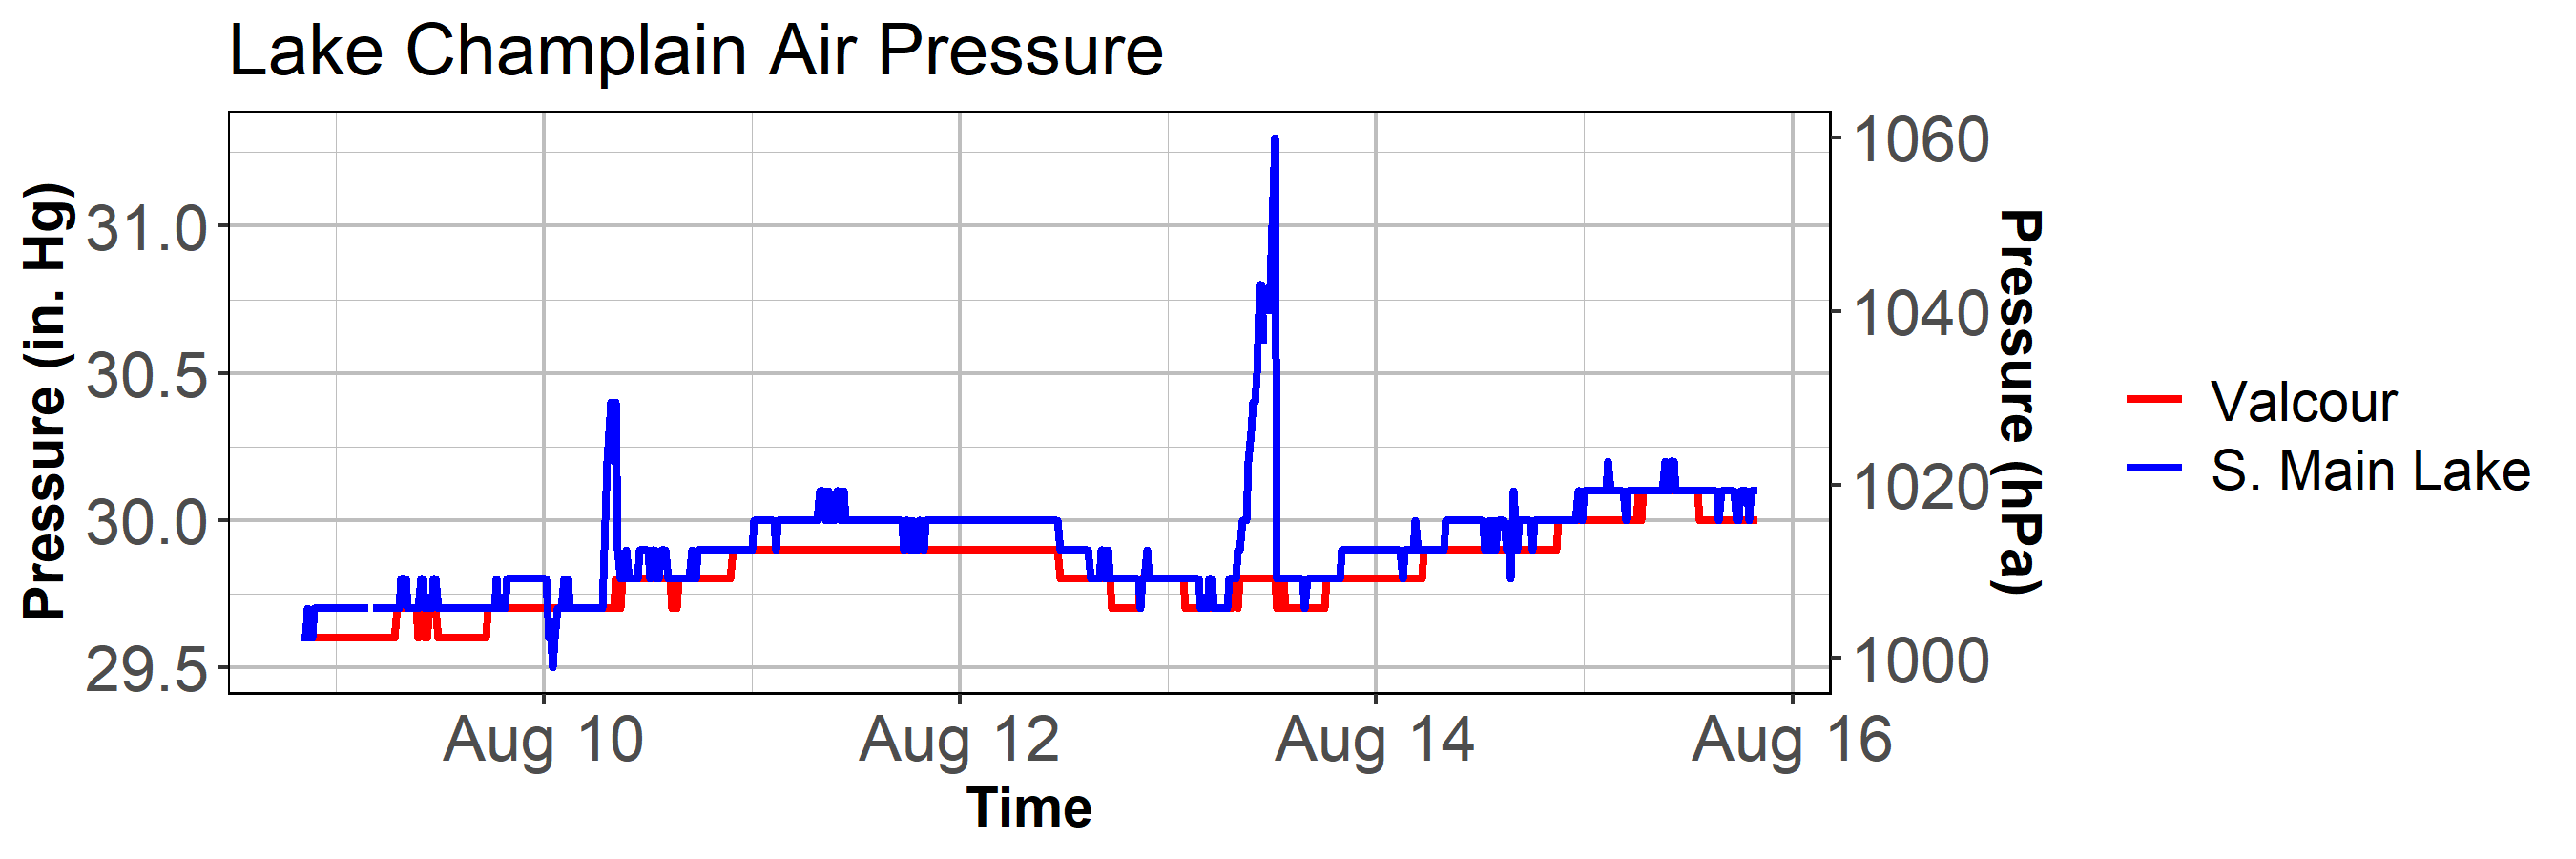 Lake Champlain Air Pressure
Pressure (in. Hg)
31.0
30.5
30.0
29.5
1060
1040
1020
1000
Pressure (hPa)
Aug 10
Aug 12
Aug 14
Aug 16
Time
Valcour
S. Main Lake